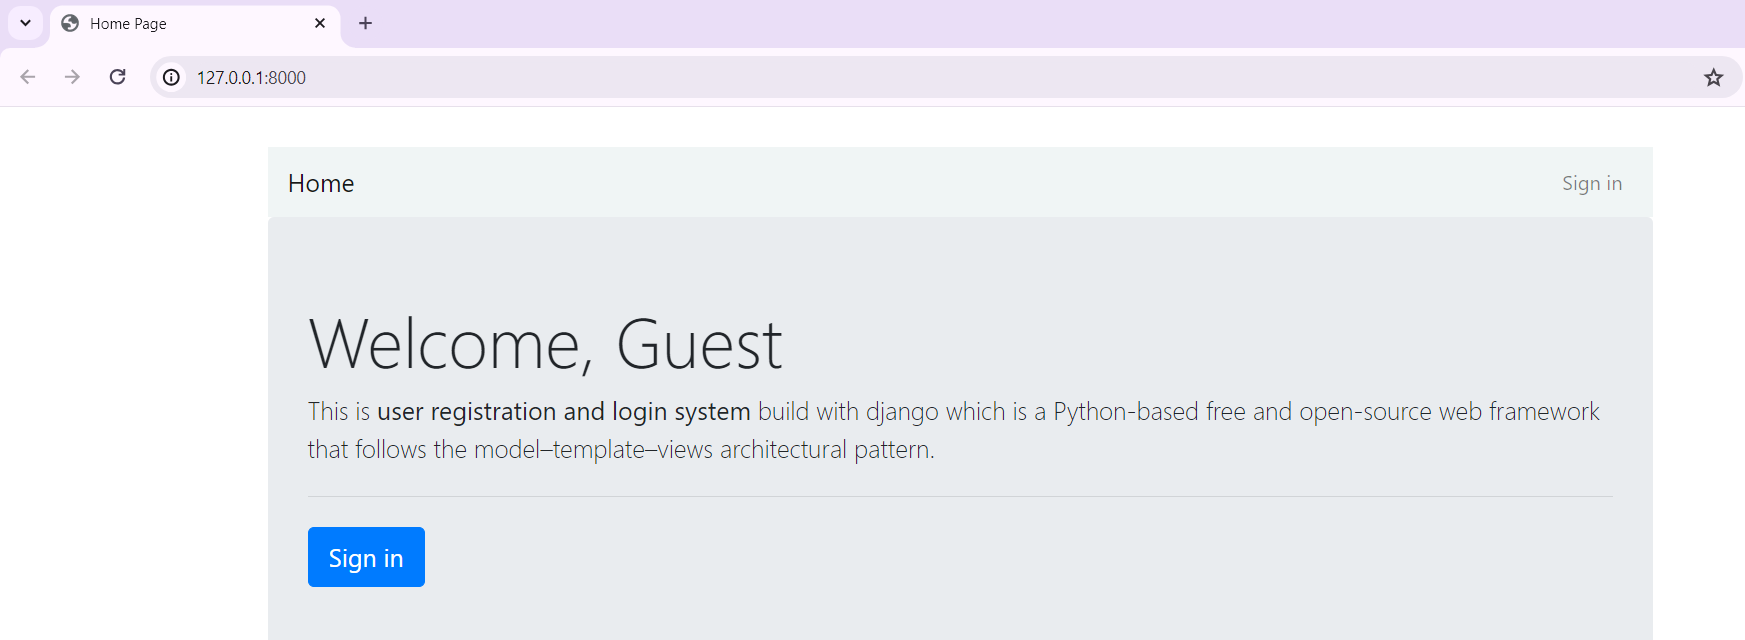 Home Page
127.0.0.1:8000
Home
Sign in
Welcome, Guest
This is user registration and login system build with django which is a Python-based free and open-source web framework
that follows the model–template–views architectural pattern.
Sign in